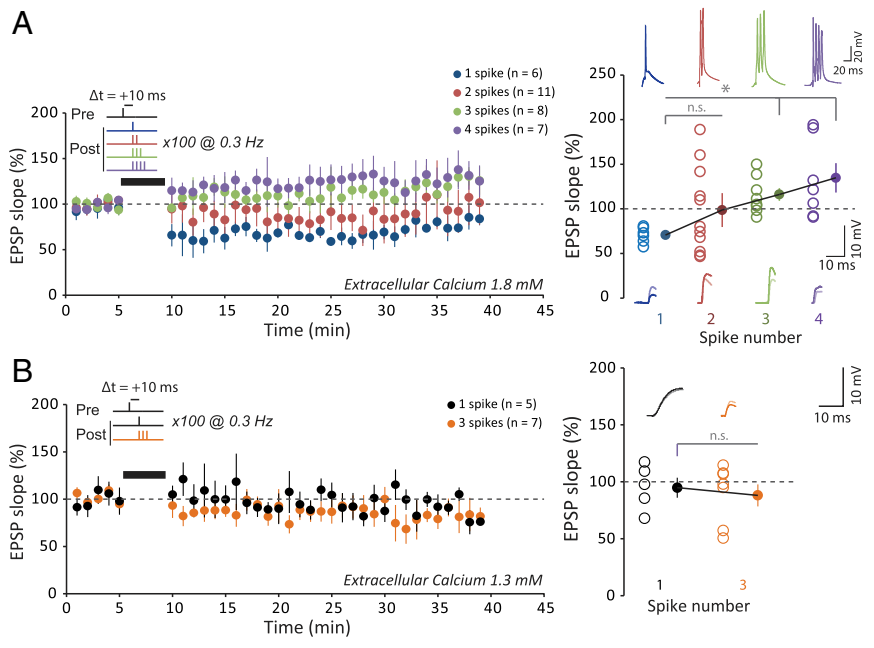 A
Δt = +10 ms
Pre
Post
x100 @ 0.3 Hz
1 spike (n = 6)
2 spikes (n = 11)
3 spikes (n = 8)
4 spikes (n = 7)
EPSP slope (%)
200
150
100
50
0
Extracellular Calcium 1.8 mM
0 5 10 15 20 25 30 35 40 45
Time (min)
20 mV
20 ms
EPSP slope (%)
250
200
150
100
50
0
*
n.s.
10 mV
10 ms
1 2 3 4
Spike number
B
Δt = +10 ms
Pre
Post
x100 @ 0.3 Hz
1 spike (n = 5)
3 spikes (n = 7)
EPSP slope (%)
200
150
100
50
0
Extracellular Calcium 1.3 mM
0 5 10 15 20 25 30 35 40 45
Time (min)
EPSP slope (%)
200
150
100
50
0
10 mV
10 ms
n.s.
1 3
Spike number